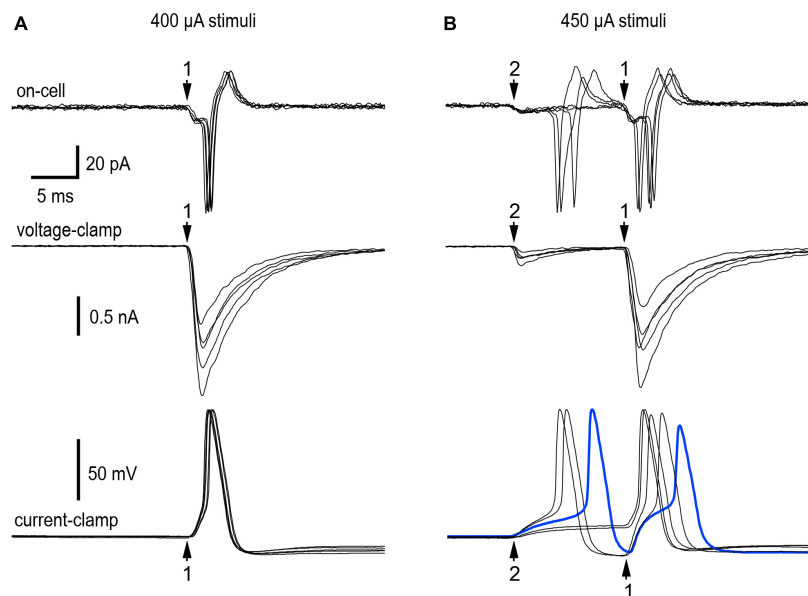 A 400 µA stimuli
B 450 µA stimuli
on-cell
1
2
1
20 pA
5 ms
voltage-clamp
1
2
1
0.5 nA
50 mV
current-clamp
1
2
1